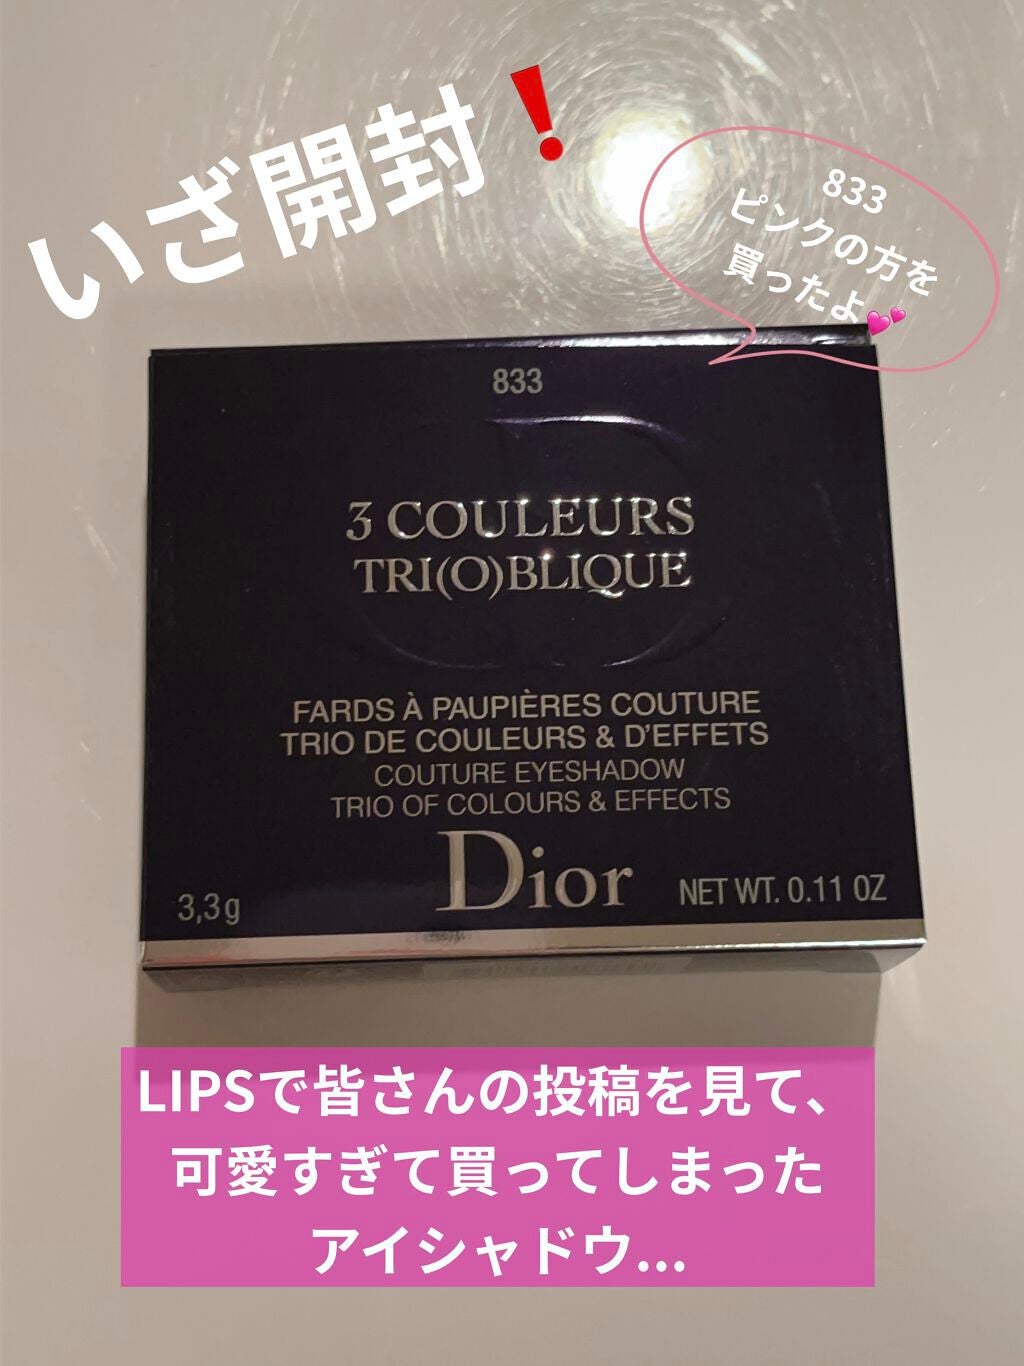 いざ開封❗
833
ピンクの方を
買ったよ💕
833
3 COULEURS
TRI(O)BLIQUE
FARDS À PAUPIÈRES COUTURE
TRIO DE COULEURS & D'EFFETS
COUTURE EYESHADOW
TRIO OF COLOURS & EFFECTS
Dior
3,3g
NET WT. 0.11 OZ
LIPSで皆さんの投稿を見て、
可愛すぎて買ってしまった
アイシャドウ...